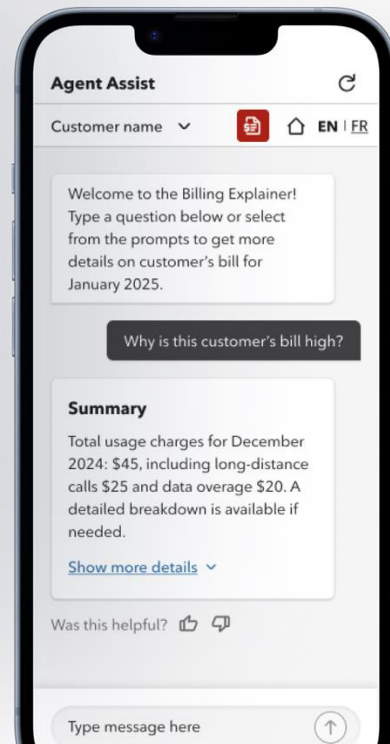 Agent Assist
Customer name
EN | FR
Welcome to the Billing Explainer!
Type a question below or select
from the prompts to get more
details on customer's bill for
January 2025.
Why is this customer's bill high?
Summary
Total usage charges for December
2024: $45, including long-distance
calls $25 and data overage $20. A
detailed breakdown is available if
needed.
Show more details
Was this helpful?
Type message here